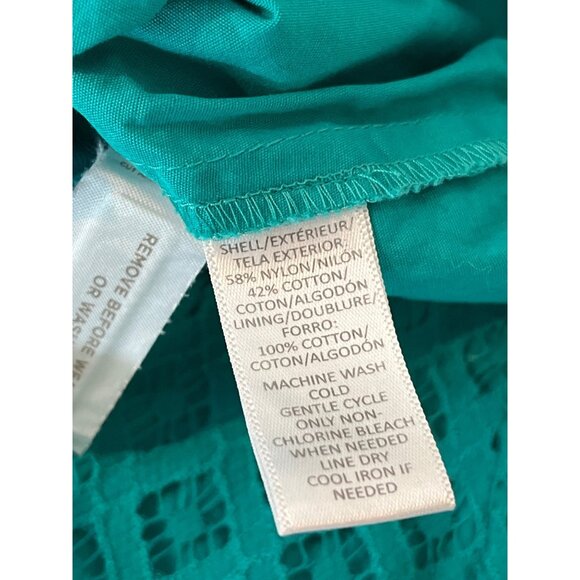 SHELL/EXTÉRIEUR/
TELA EXTERIOR:
58% NYLON/NILÓN
42% COTTON/
COTON/ALGODÓN
LINING/DOUBLURE/
FORRO:
100% COTTON/
COTON/ALGODÓN
MACHINE WASH
COLD
GENTLE CYCLE
ONLY NON-
CHLORINE BLEACH
WHEN NEEDED
LINE DRY
COOL IRON IF
NEEDED
REMOVE BEFORE
OR